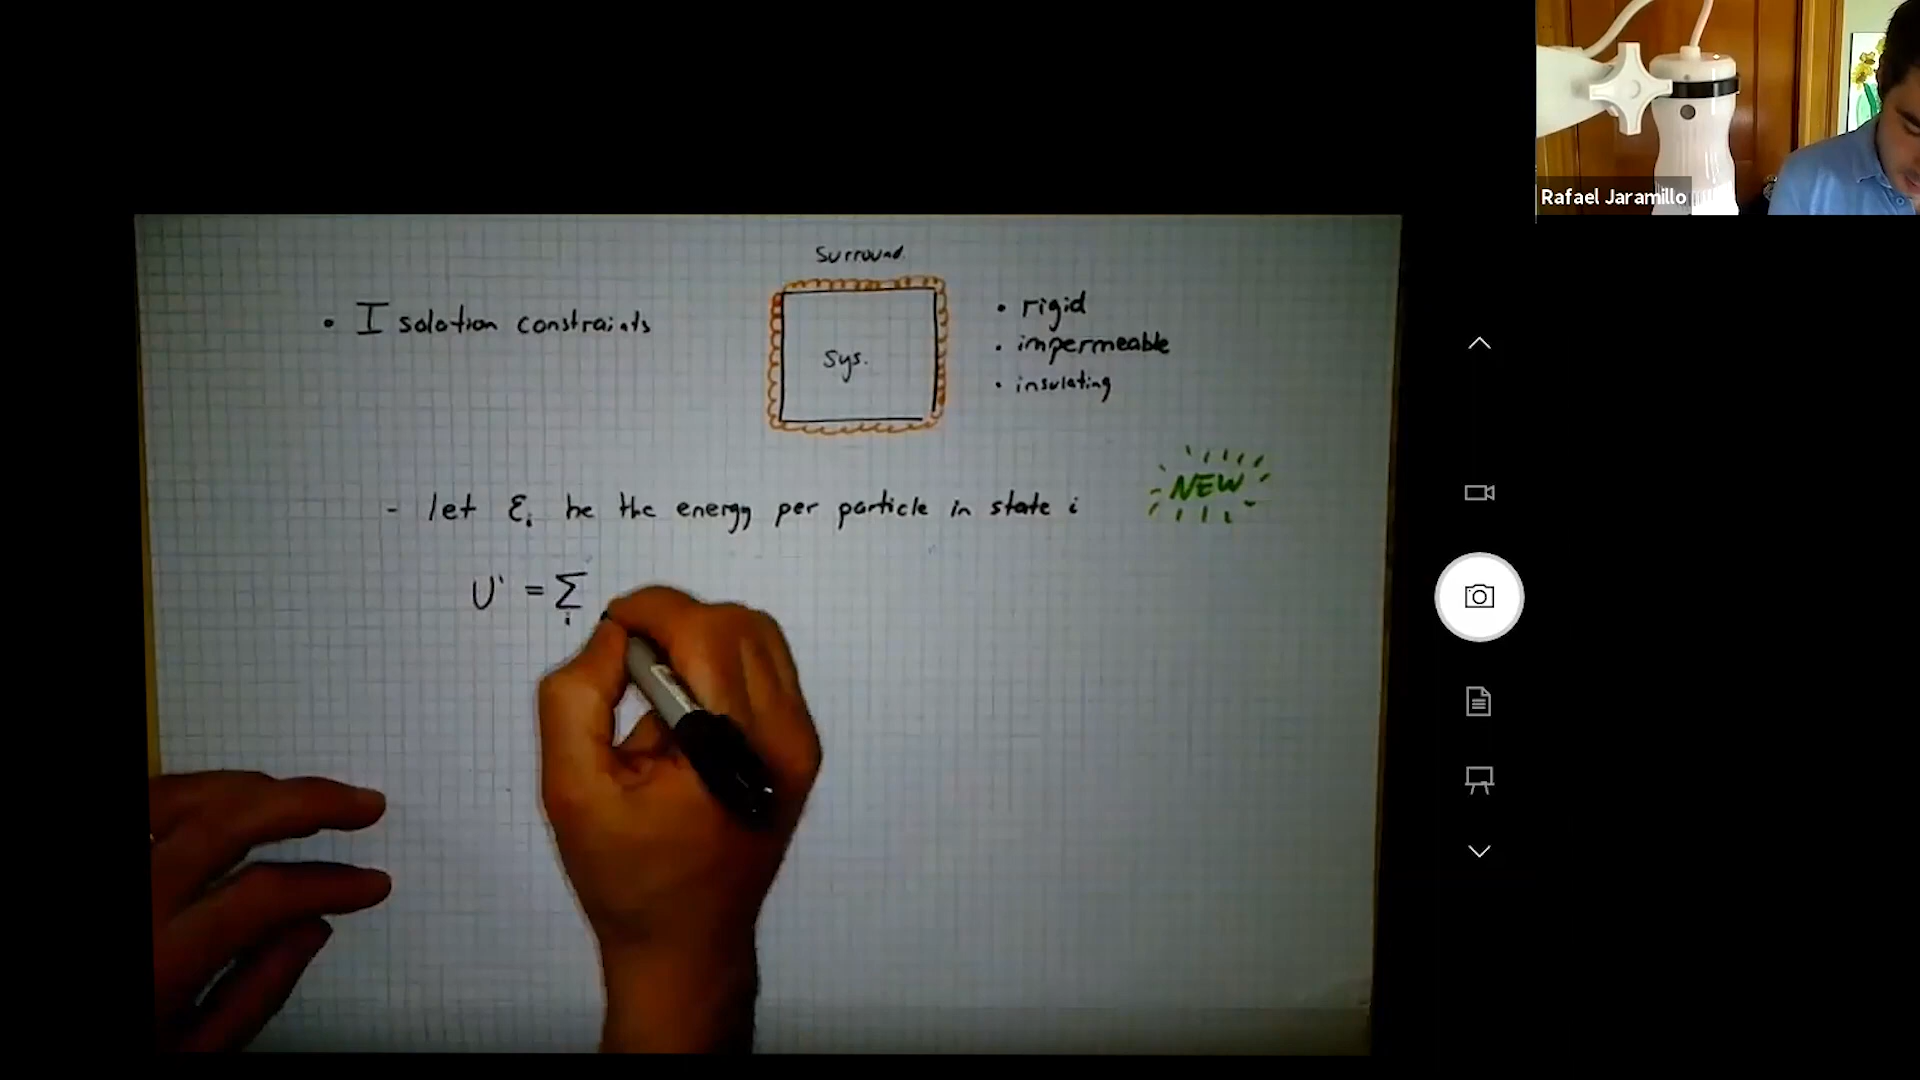 Rafael Jaramillo
Surround.
• Isolation constraints
Sys.
• rigid
• impermeable
• insulating
NEW
- let εᵢ be the energy per particle in state i
U' = Σ
i